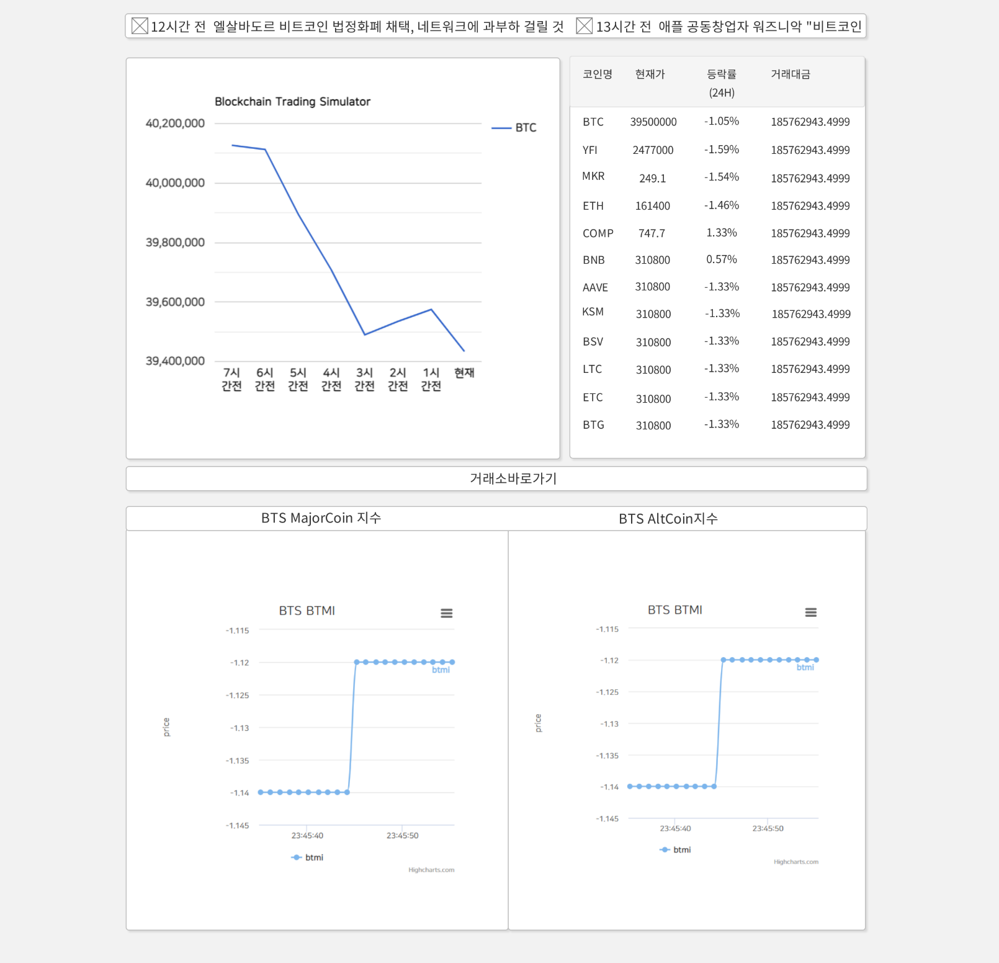 12시간 전  엘살바도르 비트코인 법정화폐 채택, 네트워크에 과부하 걸릴 것
13시간 전  애플 공동창업자 워즈니악 "비트코인
Blockchain Trading Simulator
40,200,000
40,000,000
39,800,000
39,600,000
39,400,000
BTC
7시간전
6시간전
5시간전
4시간전
3시간전
2시간전
1시간전
현재
코인명 현재가 등락률 (24H) 거래대금
BTC 39500000 -1.05% 185762943.4999
YFI 2477000 -1.59% 185762943.4999
MKR 249.1 -1.54% 185762943.4999
ETH 161400 -1.46% 185762943.4999
COMP 747.7 1.33% 185762943.4999
BNB 310800 0.57% 185762943.4999
AAVE 310800 -1.33% 185762943.4999
KSM 310800 -1.33% 185762943.4999
BSV 310800 -1.33% 185762943.4999
LTC 310800 -1.33% 185762943.4999
ETC 310800 -1.33% 185762943.4999
BTG 310800 -1.33% 185762943.4999
거래소바로가기
BTS MajorCoin 지수
BTS AltCoin지수
BTS BTMI
-1.115
-1.12
-1.125
-1.13
-1.135
-1.14
-1.145
price
btmi
23:45:40
23:45:50
btmi
Highcharts.com
BTS BTMI
-1.115
-1.12
-1.125
-1.13
-1.135
-1.14
-1.145
price
btmi
23:45:40
23:45:50
btmi
Highcharts.com